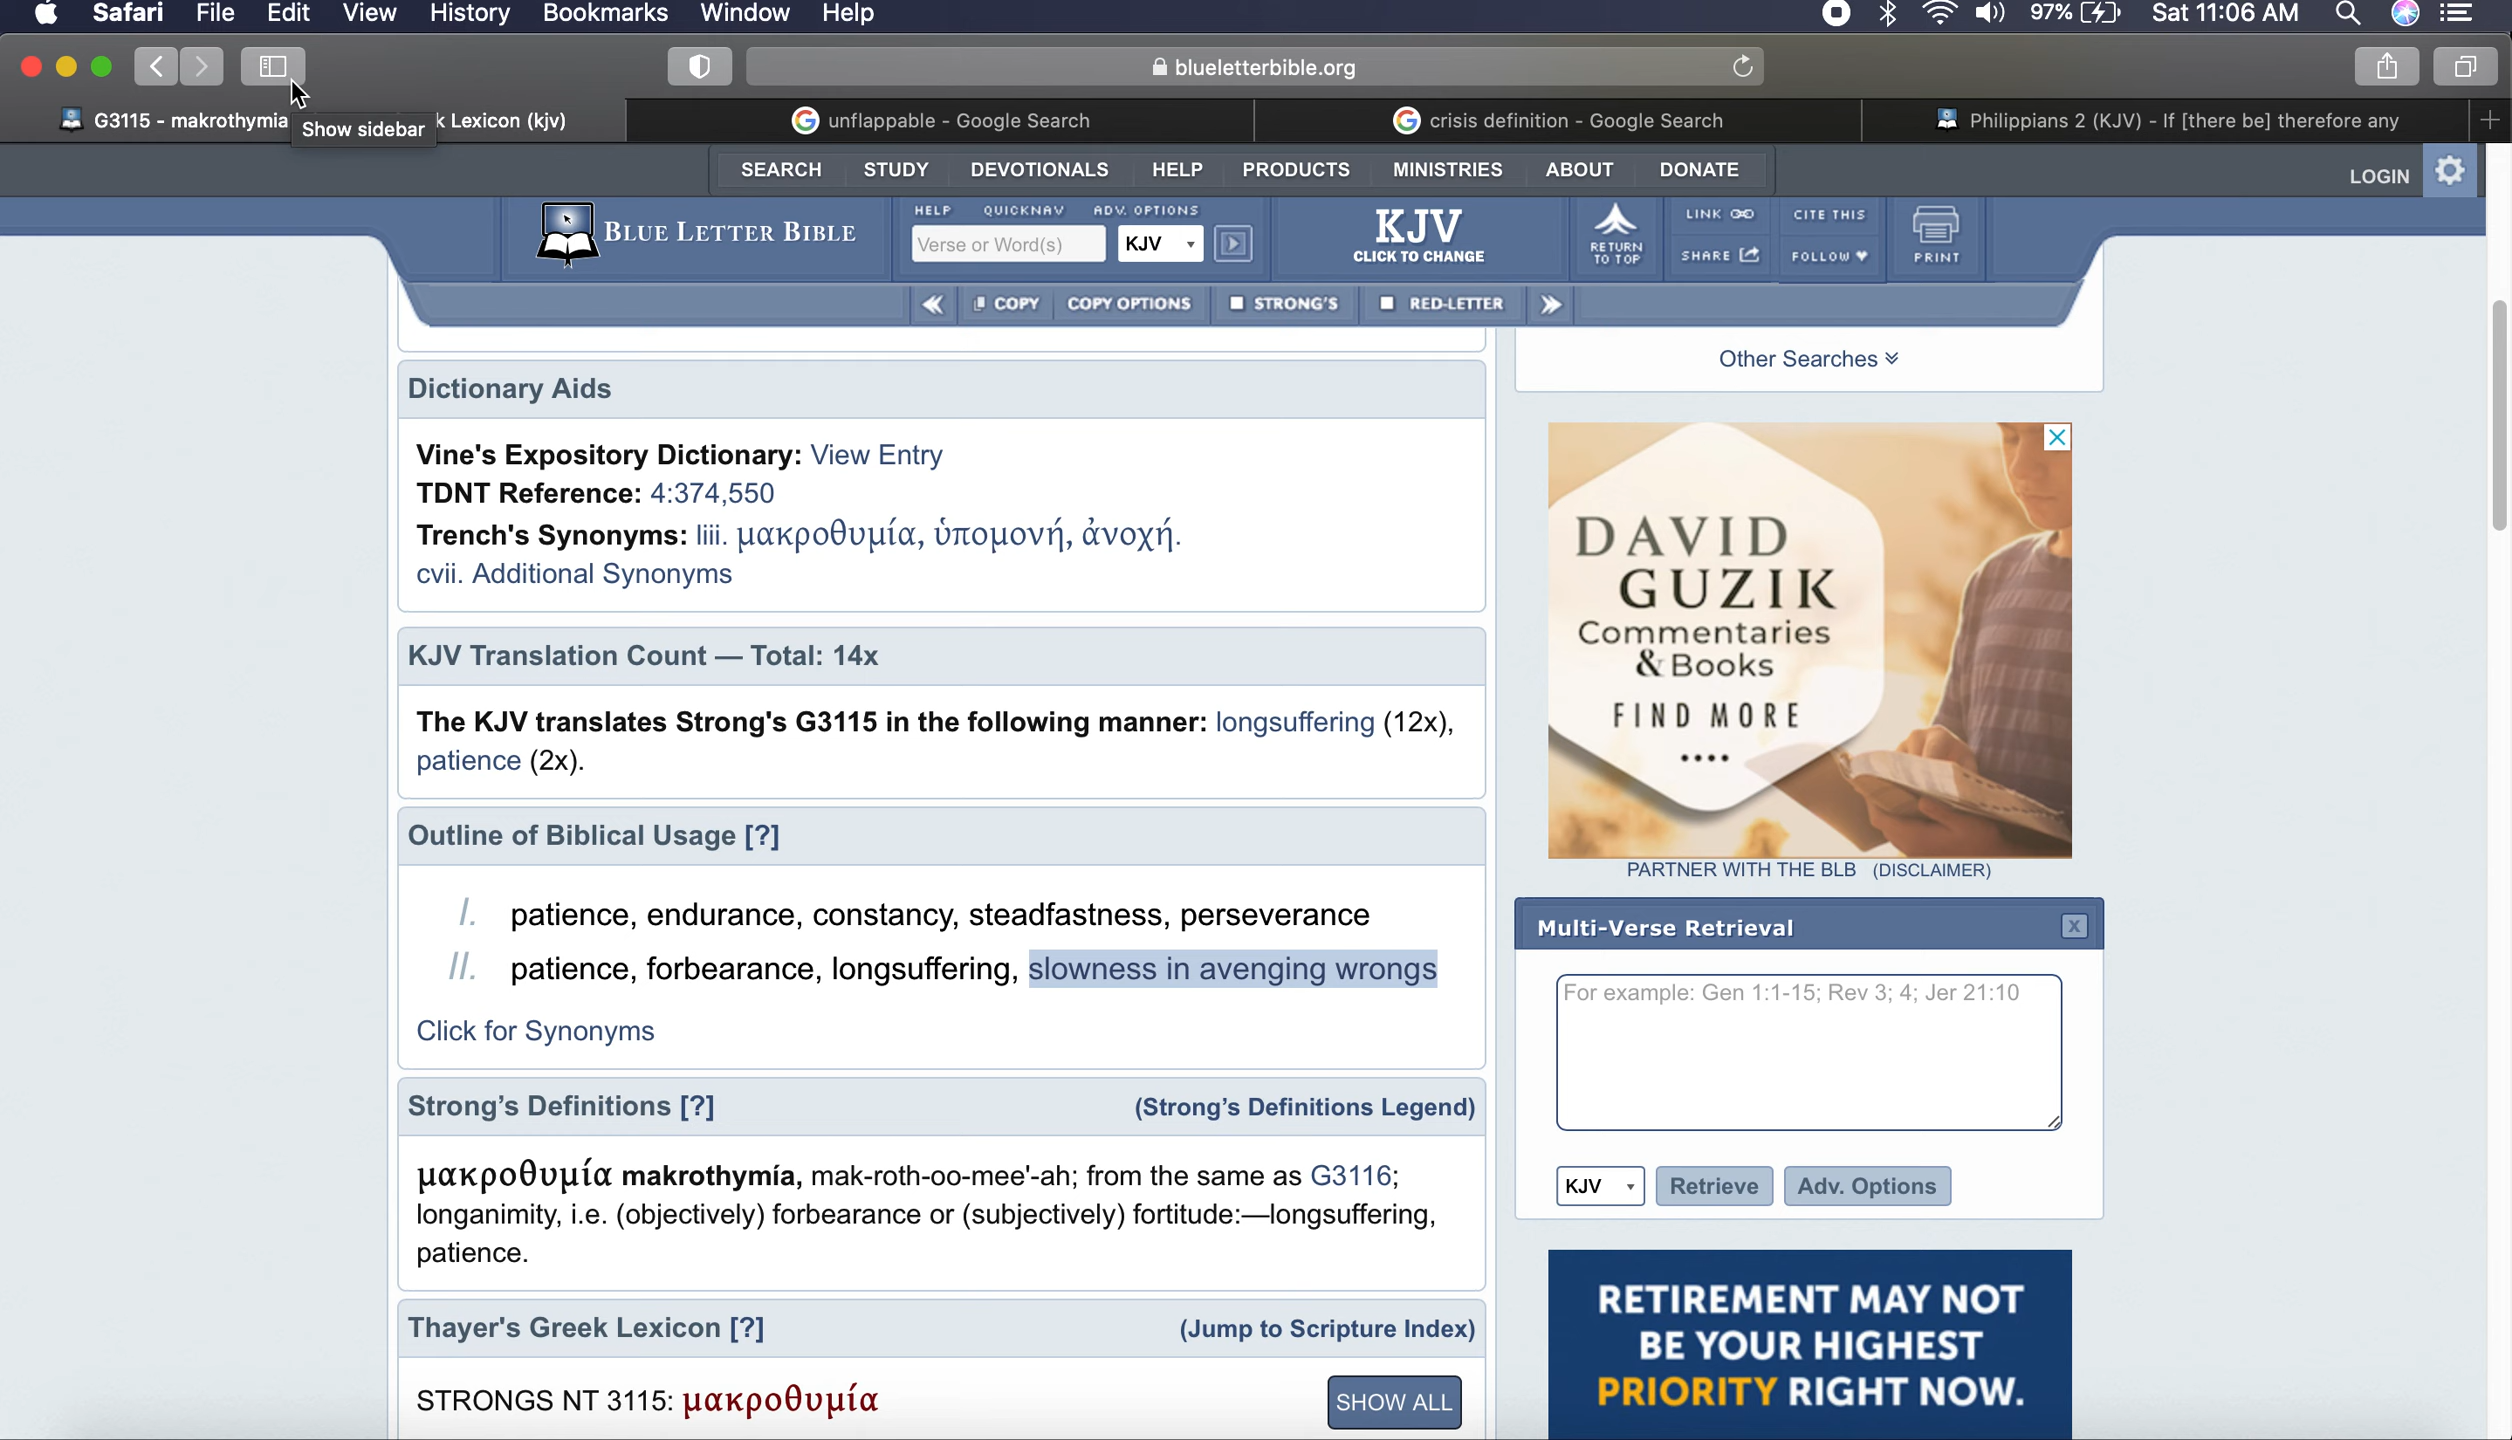 Safari File Edit View History Bookmarks Window Help 97% Sat 11:06 AM
blueletterbible.org
G3115 - makrothymia k Lexicon (kjv) unflappable - Google Search crisis definition - Google Search Philippians 2 (KJV) - If [there be] therefore any
Show sidebar
SEARCH STUDY DEVOTIONALS HELP PRODUCTS MINISTRIES ABOUT DONATE LOGIN
HELP QUICKNAV ADV. OPTIONS
BLUE LETTER BIBLE
Verse or Word(s) KJV
KJV
CLICK TO CHANGE
RETURN
TO TOP
LINK CITE THIS
SHARE FOLLOW PRINT
COPY COPY OPTIONS STRONG'S RED-LETTER
Other Searches
Dictionary Aids
Vine's Expository Dictionary: View Entry
TDNT Reference: 4:374,550
Trench's Synonyms: liii. μακροθυμία, ὑπομονή, ἀνοχή.
cvii. Additional Synonyms
KJV Translation Count — Total: 14x
The KJV translates Strong's G3115 in the following manner: longsuffering (12x),
patience (2x).
Outline of Biblical Usage [?]
I. patience, endurance, constancy, steadfastness, perseverance
II. patience, forbearance, longsuffering, slowness in avenging wrongs
Click for Synonyms
Strong’s Definitions [?] (Strong’s Definitions Legend)
μακροθυμία makrothymía, mak-roth-oo-mee'-ah; from the same as G3116;
longanimity, i.e. (objectively) forbearance or (subjectively) fortitude:—longsuffering,
patience.
Thayer's Greek Lexicon [?] (Jump to Scripture Index)
STRONGS NT 3115: μακροθυμία SHOW ALL
DAVID
GUZIK
Commentaries
& Books
FIND MORE
PARTNER WITH THE BLB (DISCLAIMER)
Multi-Verse Retrieval x
For example: Gen 1:1-15; Rev 3; 4; Jer 21:10
KJV Retrieve Adv. Options
RETIREMENT MAY NOT
BE YOUR HIGHEST
PRIORITY RIGHT NOW.